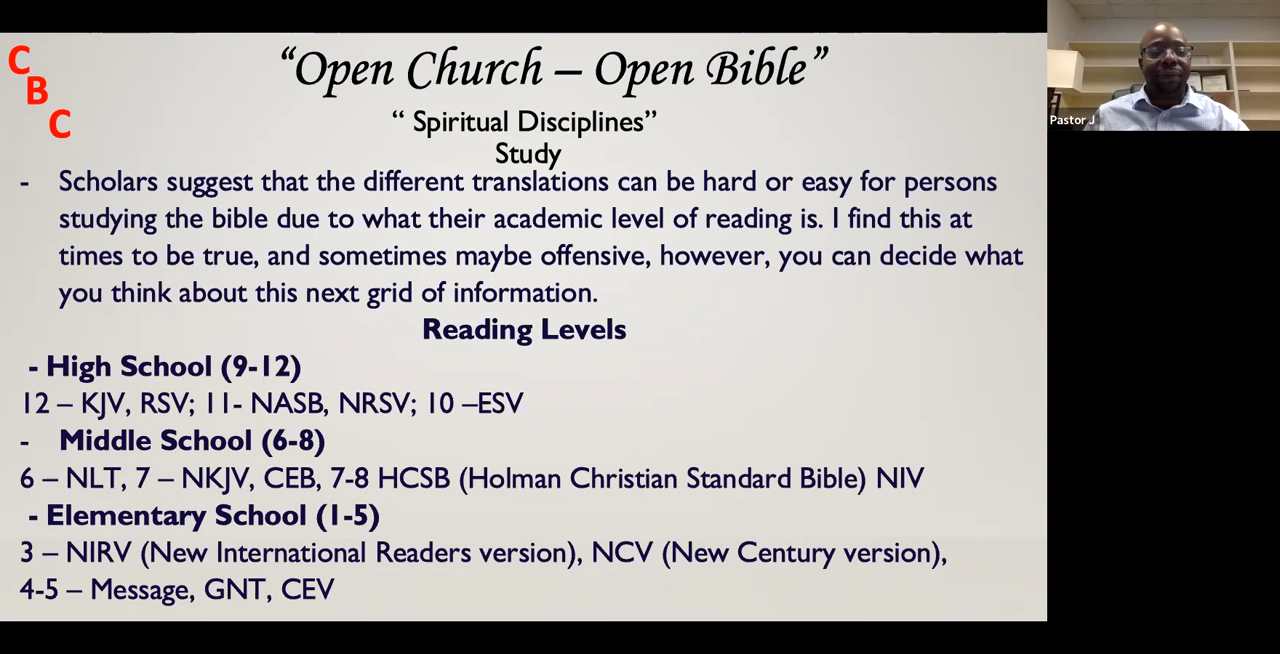 C
B
C
“Open Church – Open Bible”
“ Spiritual Disciplines”
Study
- Scholars suggest that the different translations can be hard or easy for persons
studying the bible due to what their academic level of reading is. I find this at
times to be true, and sometimes maybe offensive, however, you can decide what
you think about this next grid of information.
Reading Levels
- High School (9-12)
12 – KJV, RSV; 11- NASB, NRSV; 10 –ESV
- Middle School (6-8)
6 – NLT, 7 – NKJV, CEB, 7-8 HCSB (Holman Christian Standard Bible) NIV
- Elementary School (1-5)
3 – NIRV (New International Readers version), NCV (New Century version),
4-5 – Message, GNT, CEV
Pastor J